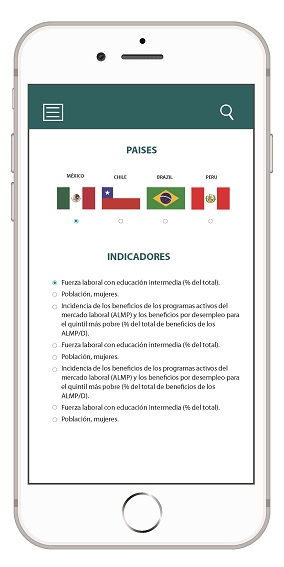 PAISES
MÉXICO CHILE BRAZIL PERU
INDICADORES
Fuerza laboral con educación intermedia (% del total).
Población, mujeres.
Incidencia de los beneficios de los programas activos del
mercado laboral (ALMP) y los beneficios por desempleo para
el quintil más pobre (% del total de beneficios de los
ALMP/D).
Fuerza laboral con educación intermedia (% del total).
Población, mujeres.
Incidencia de los beneficios de los programas activos del
mercado laboral (ALMP) y los beneficios por desempleo para
el quintil más pobre (% del total de beneficios de los
ALMP/D).
Fuerza laboral con educación intermedia (% del total).
Población, mujeres.